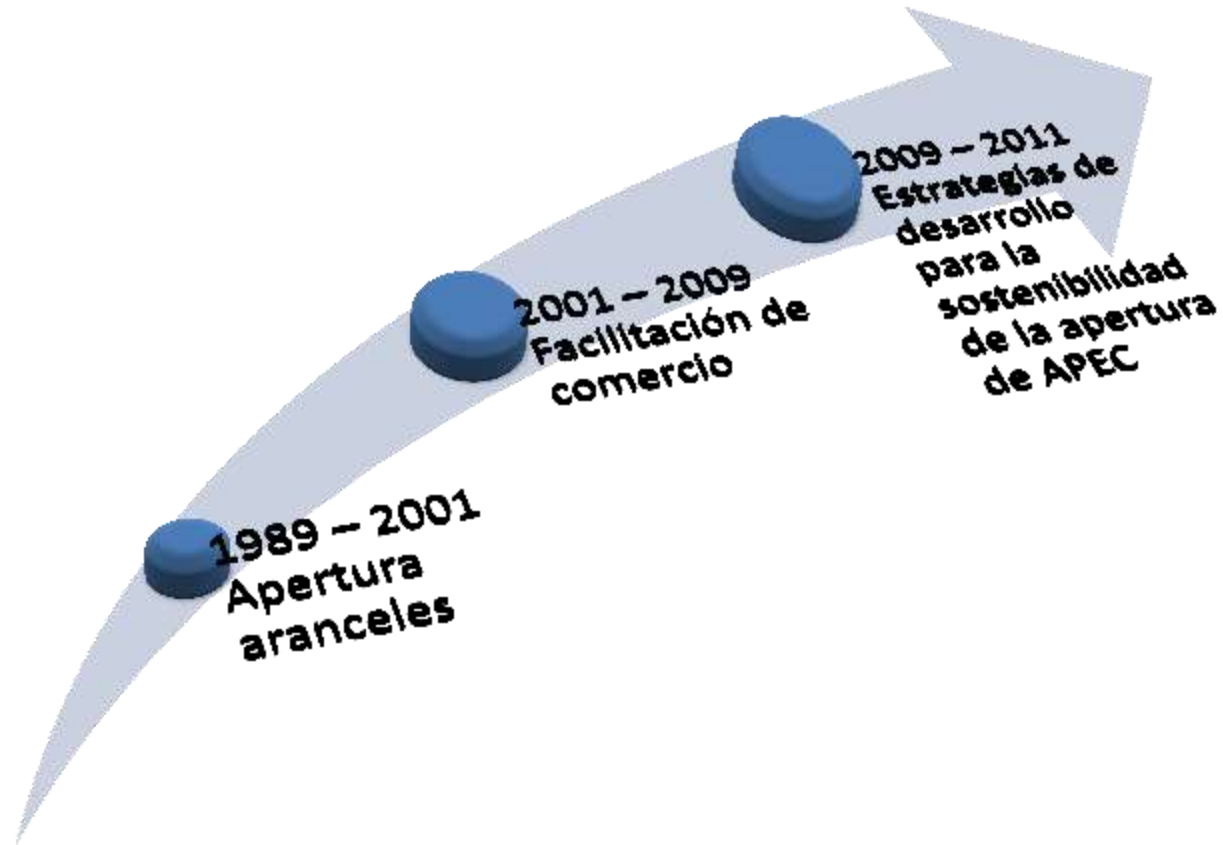 1989 – 2001
Apertura
aranceles
2001 – 2009
Facilitación de
comercio
2009 – 2011
Estrategias de
desarrollo
para la
sostenibilidad
de la apertura
de APEC